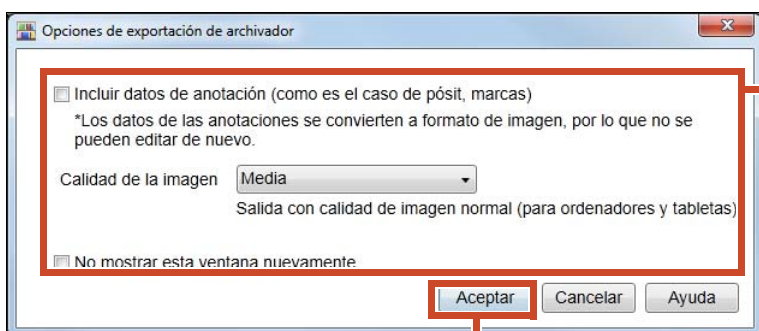 Opciones de exportación de archivador
Incluir datos de anotación (como es el caso de pósit, marcas)
*Los datos de las anotaciones se convierten a formato de imagen, por lo que no se
pueden editar de nuevo.
Calidad de la imagen Media
Salida con calidad de imagen normal (para ordenadores y tabletas)
No mostrar esta ventana nuevamente
Aceptar Cancelar Ayuda